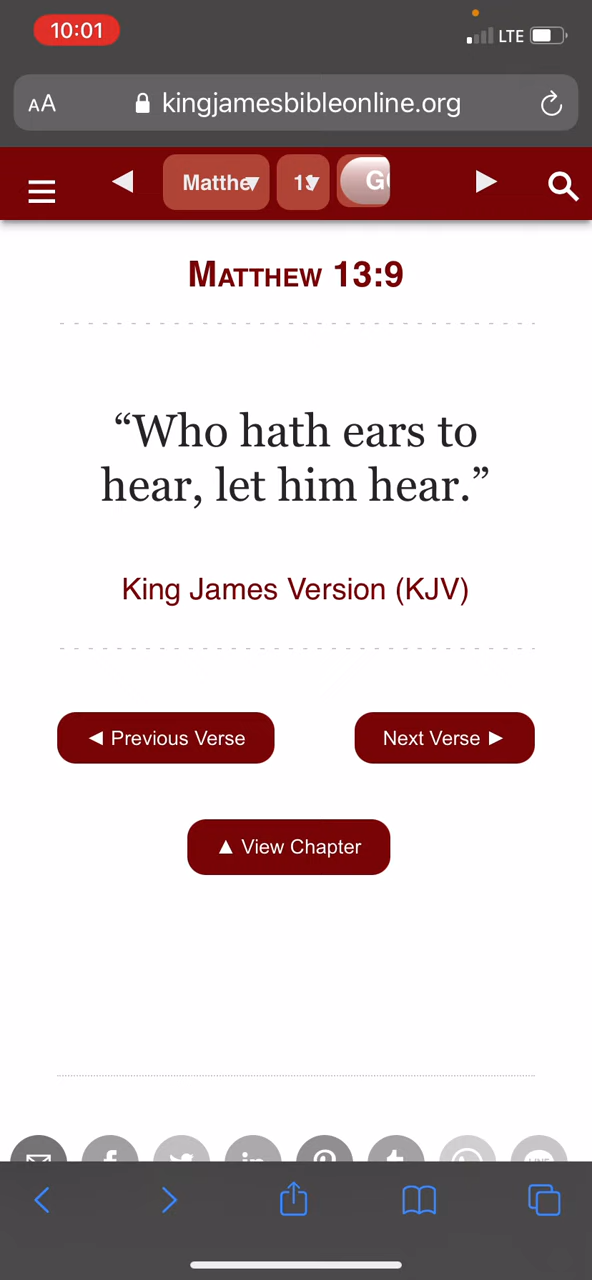 10:01
LTE
AA kingjamesbibleonline.org
13
MATTHEW 13:9
“Who hath ears to
hear, let him hear.”
King James Version (KJV)
◄ Previous Verse
Next Verse ►
▲ View Chapter